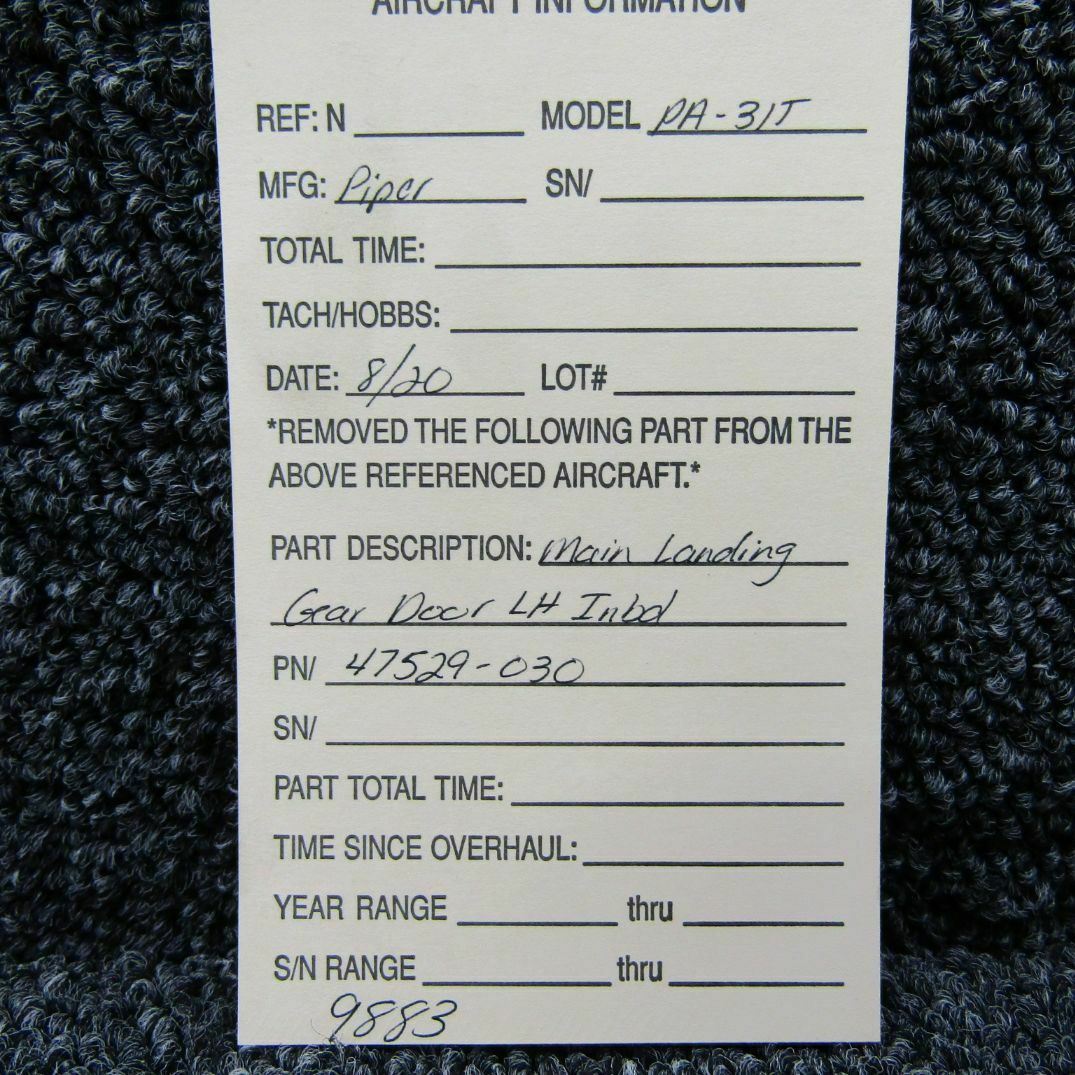 AIRCRAFT INFORMATION
REF: N MODEL PA-31T
MFG: Piper SN/
TOTAL TIME:
TACH/HOBBS:
DATE: 8/20 LOT#
*REMOVED THE FOLLOWING PART FROM THE
ABOVE REFERENCED AIRCRAFT.*
PART DESCRIPTION: Main Landing
Gear Door LH Inbd
PN/ 47529-030
SN/
PART TOTAL TIME:
TIME SINCE OVERHAUL:
YEAR RANGE thru
S/N RANGE thru
9883